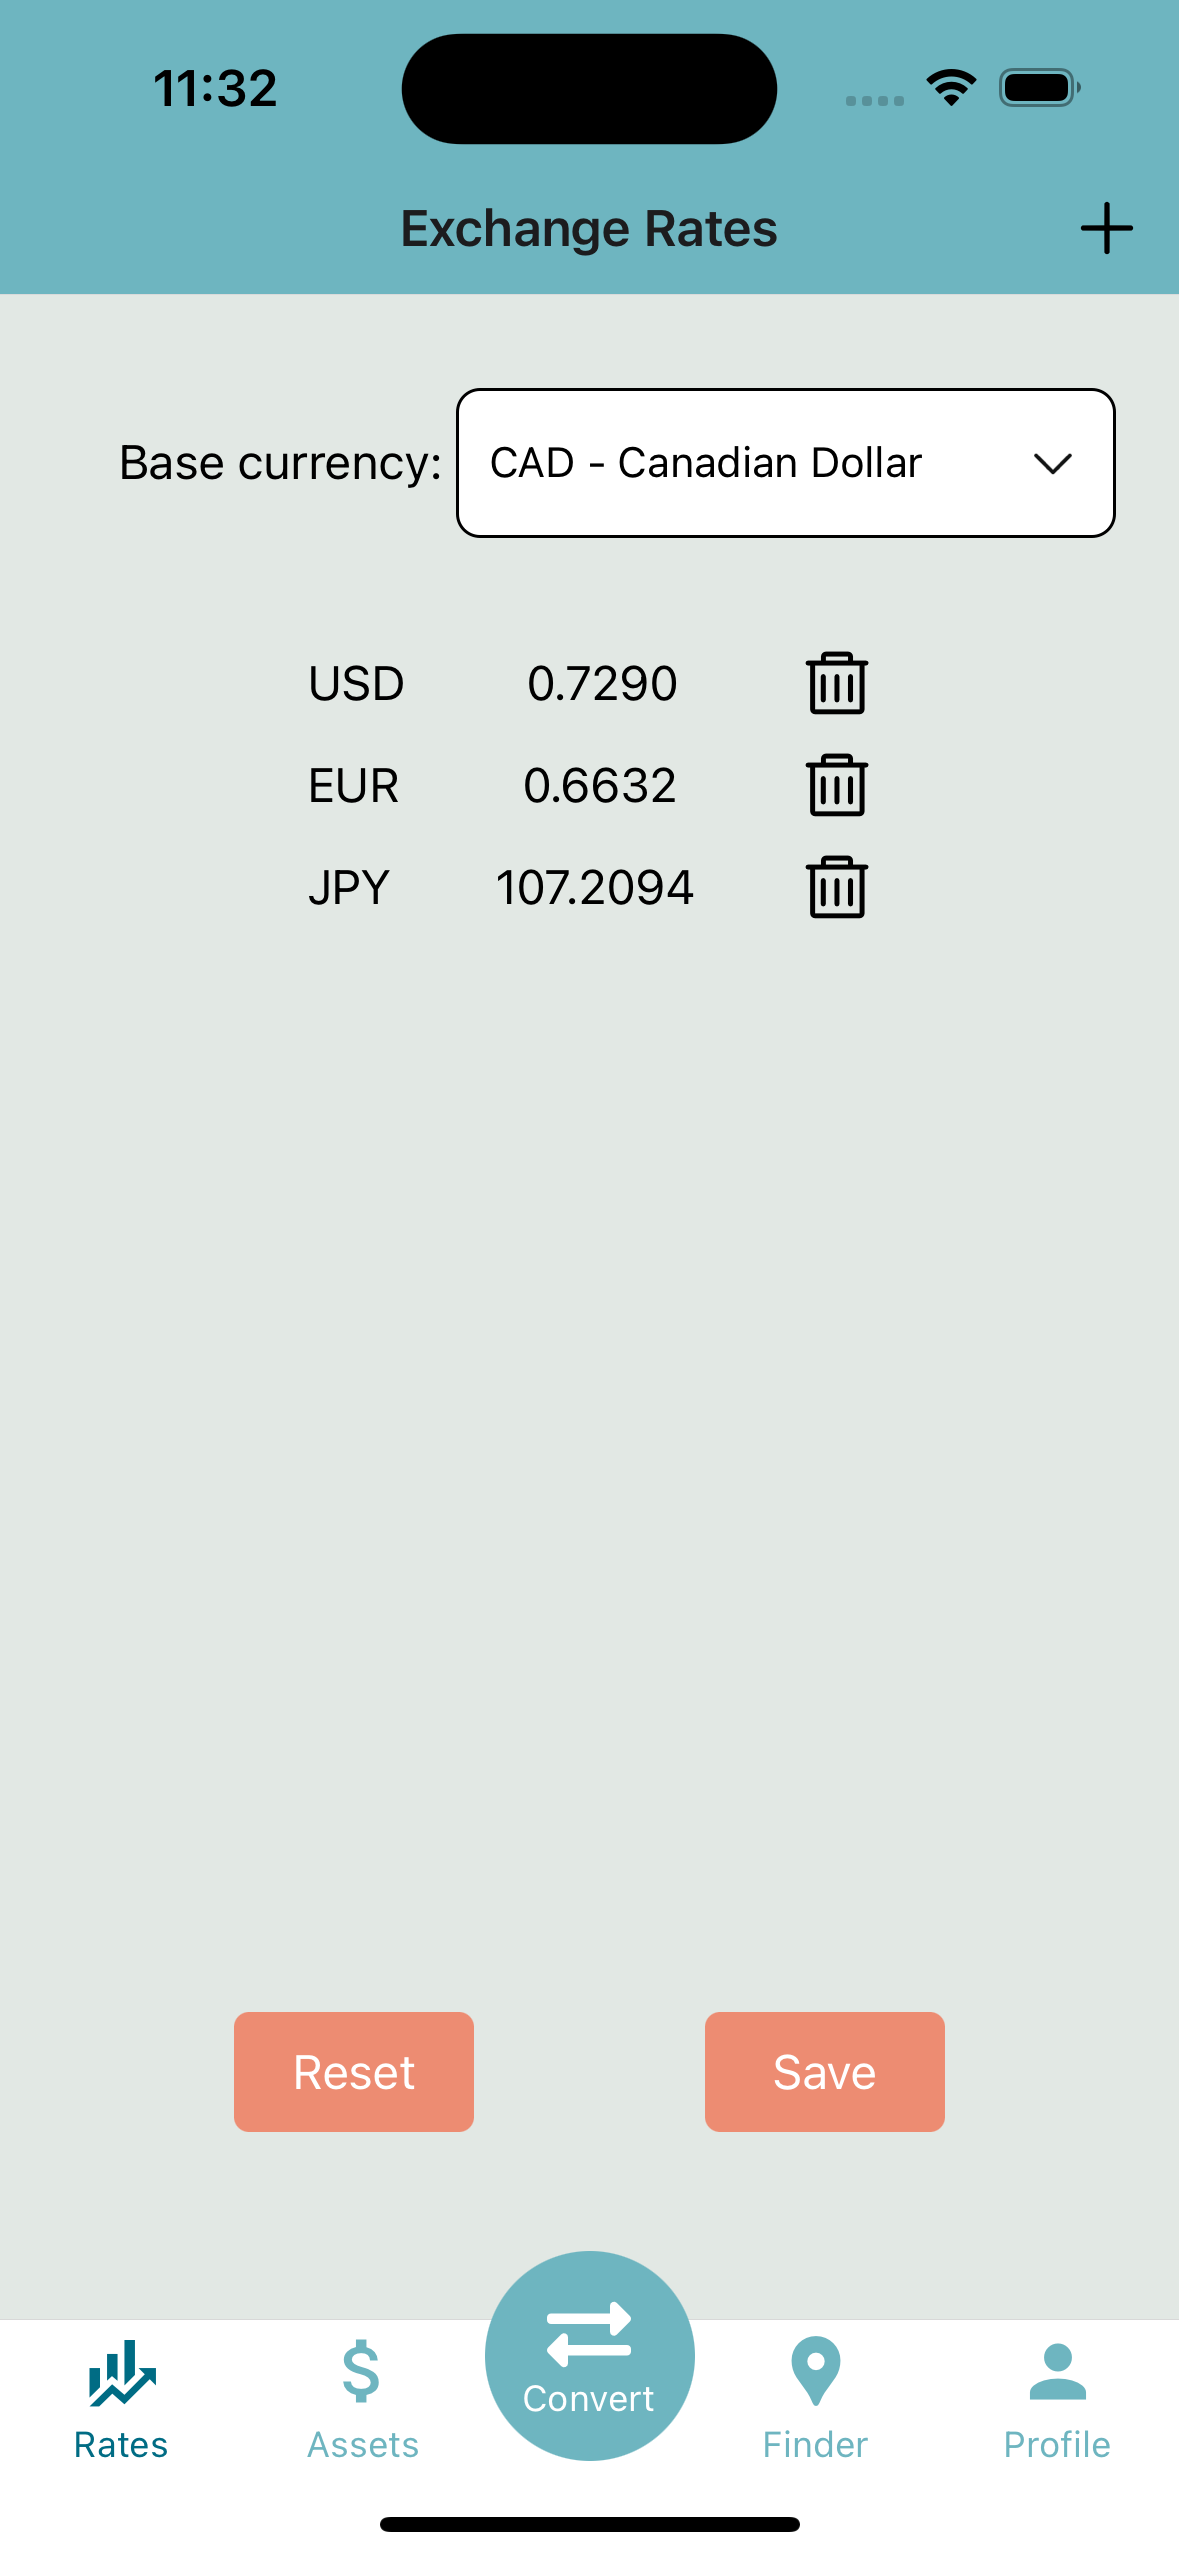 11:32
Exchange Rates
Base currency: CAD - Canadian Dollar
USD 0.7290
EUR 0.6632
JPY 107.2094
Reset Save
Convert
Rates Assets Finder Profile